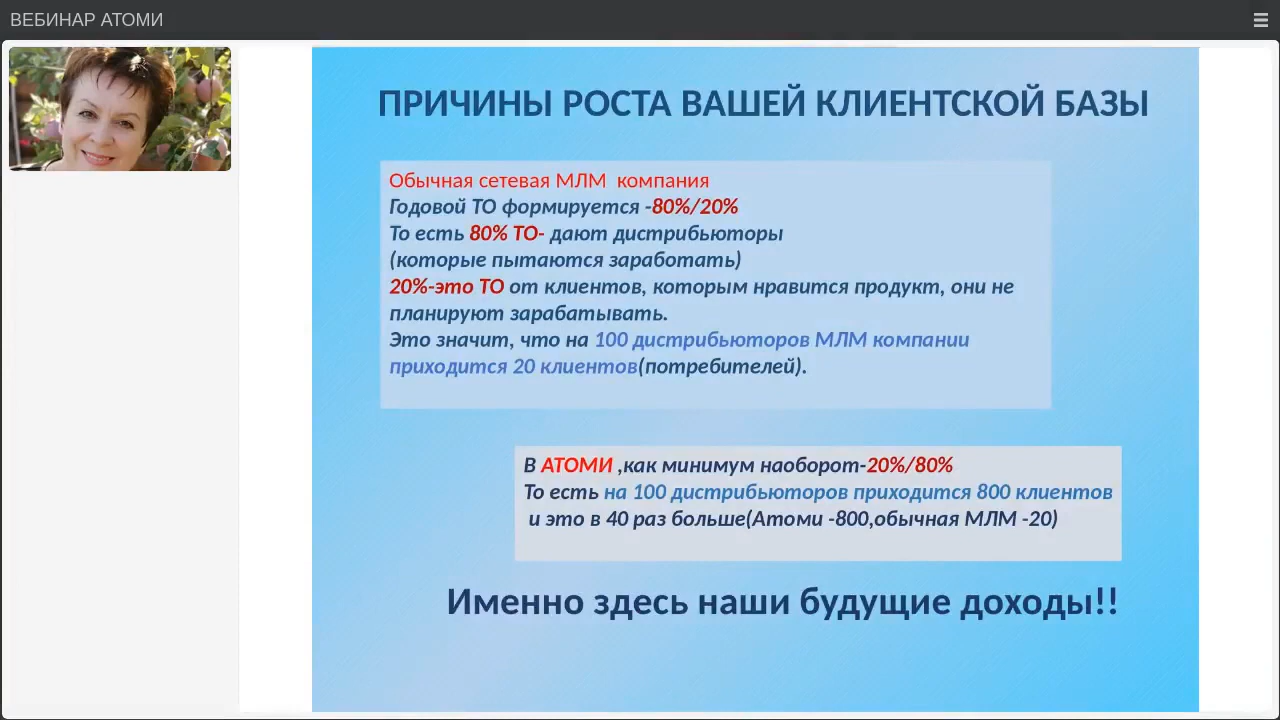 ВЕБИНАР АТОМИ
ПРИЧИНЫ РОСТА ВАШЕЙ КЛИЕНТСКОЙ БАЗЫ
Обычная сетевая МЛМ  компания
Годовой ТО формируется -80%/20%
То есть 80% ТО- дают дистрибьюторы
(которые пытаются заработать)
20%-это ТО от клиентов, которым нравится продукт, они не
планируют зарабатывать.
Это значит, что на 100 дистрибьюторов МЛМ компании
приходится 20 клиентов(потребителей).
В АТОМИ ,как минимум наоборот-20%/80%
То есть на 100 дистрибьюторов приходится 800 клиентов
и это в 40 раз больше(Атоми -800,обычная МЛМ -20)
Именно здесь наши будущие доходы!!